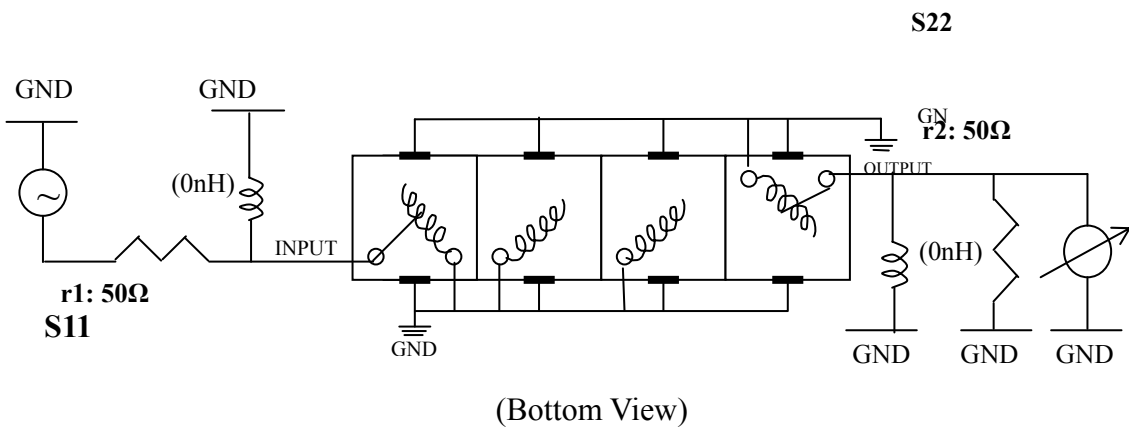 S22
GND
GND
GN
r2: 50Ω
(0nH)
OUTPUT
INPUT
(0nH)
r1: 50Ω
S11
GND
GND
GND
GND
(Bottom View)